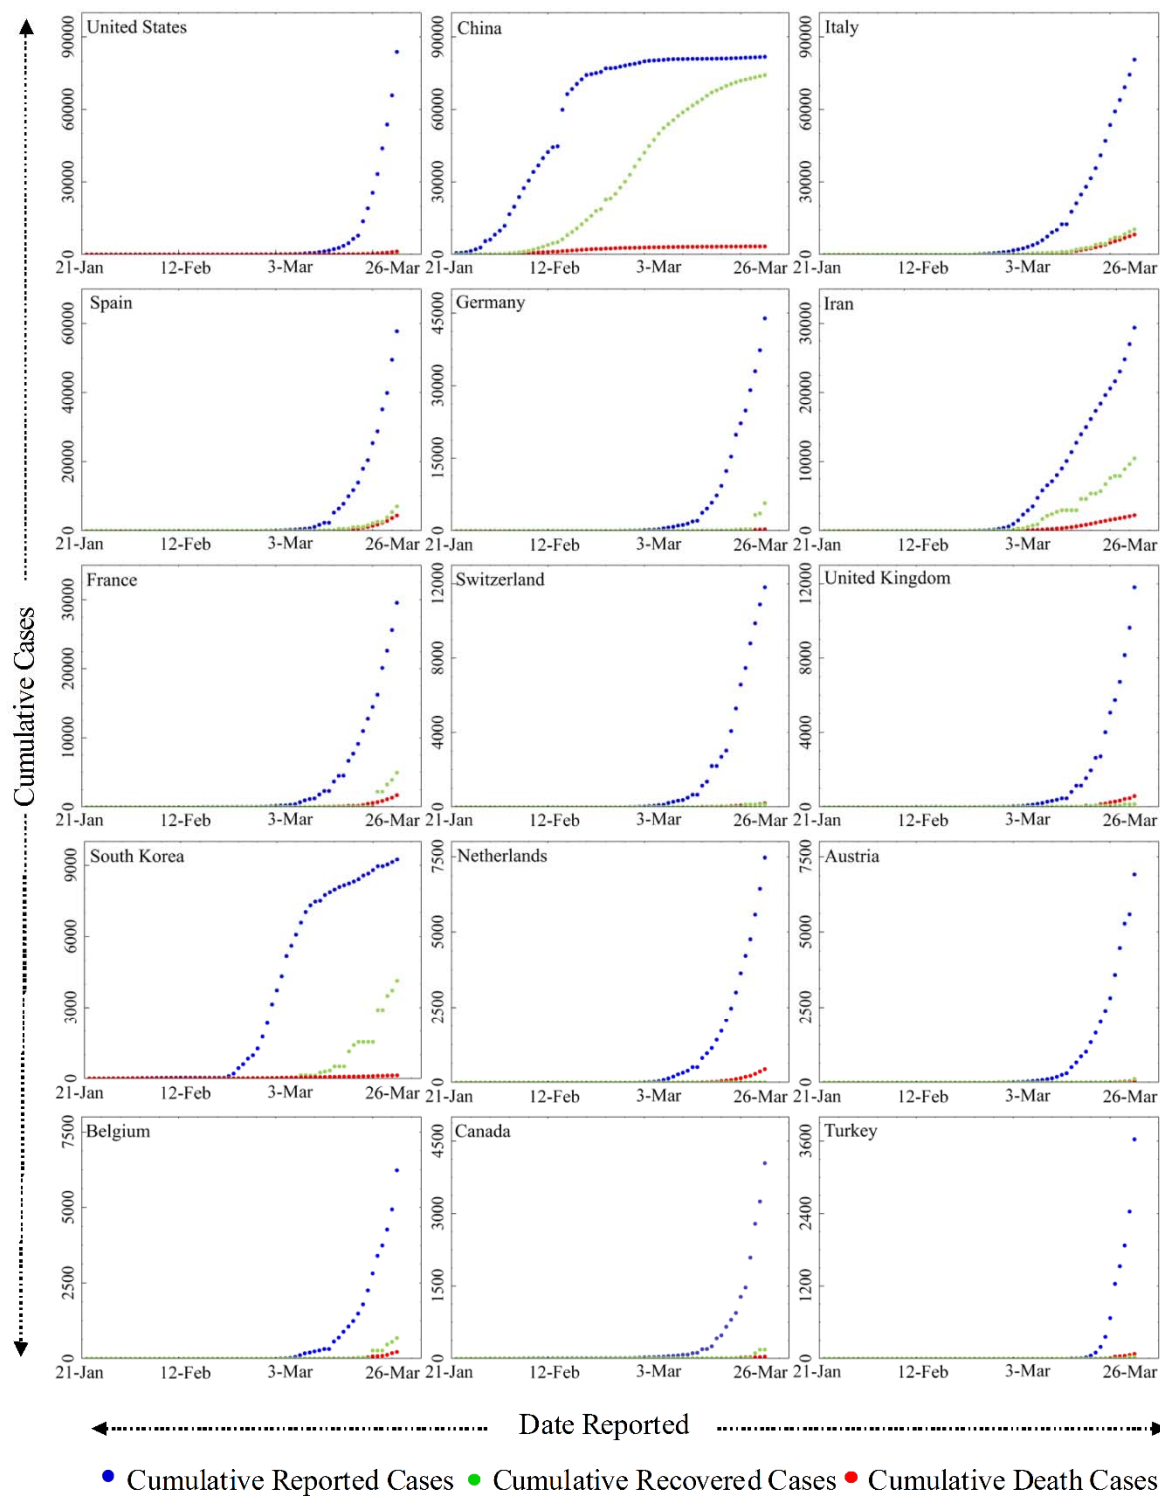 United States
China
Italy
90000
60000
30000
0
90000
60000
30000
0
90000
60000
30000
0
21-Jan 12-Feb 3-Mar 26-Mar
21-Jan 12-Feb 3-Mar 26-Mar
21-Jan 12-Feb 3-Mar 26-Mar
Spain
Germany
Iran
60000
40000
20000
0
45000
30000
15000
0
30000
20000
10000
0
21-Jan 12-Feb 3-Mar 26-Mar
21-Jan 12-Feb 3-Mar 26-Mar
21-Jan 12-Feb 3-Mar 26-Mar
France
Switzerland
United Kingdom
30000
20000
10000
0
12000
8000
4000
0
12000
8000
4000
0
21-Jan 12-Feb 3-Mar 26-Mar
21-Jan 12-Feb 3-Mar 26-Mar
21-Jan 12-Feb 3-Mar 26-Mar
Cumulative Cases
South Korea
Netherlands
Austria
9000
6000
3000
0
7500
5000
2500
0
7500
5000
2500
0
21-Jan 12-Feb 3-Mar 26-Mar
21-Jan 12-Feb 3-Mar 26-Mar
21-Jan 12-Feb 3-Mar 26-Mar
Belgium
Canada
Turkey
7500
5000
2500
0
4500
3000
1500
0
3600
2400
1200
0
21-Jan 12-Feb 3-Mar 26-Mar
21-Jan 12-Feb 3-Mar 26-Mar
21-Jan 12-Feb 3-Mar 26-Mar
Date Reported
Cumulative Reported Cases Cumulative Recovered Cases Cumulative Death Cases